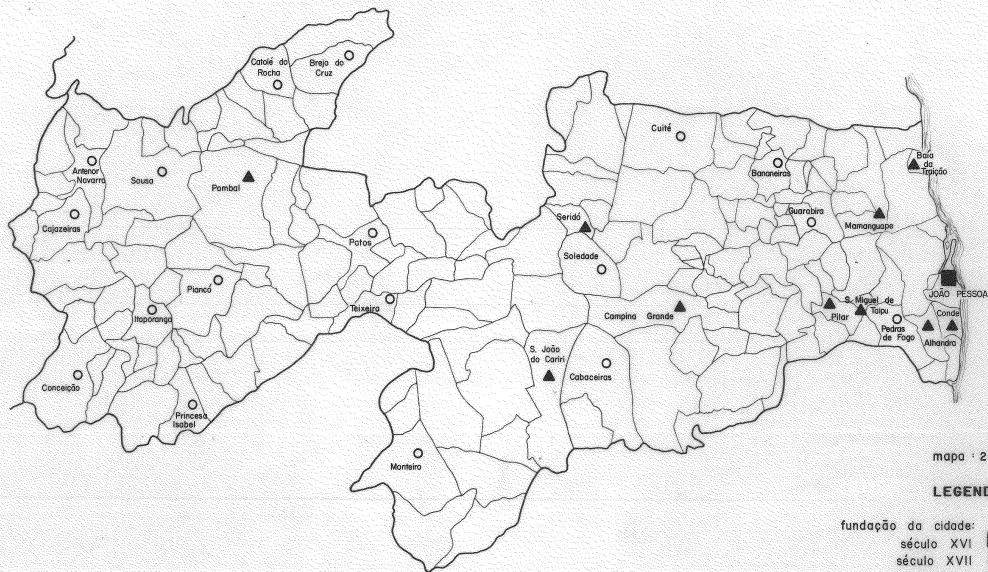 Catolé do
Rocha
Brejo do
Cruz
Antenor
Navarro
Sousa
Pombal
Cajazeiras
Patos
Piancó
Itaporanga
Teixeira
Conceição
Princesa
Isabel
Monteiro
Cuité
Bananeiras
Baía
da
Traição
Seridó
Guarabira
Mamanguape
Soledade
JOÃO PESSOA
Campina Grande
S. Miguel de
Taipu
Pilar
Pedras
de Fogo
Conde
Alhandra
S. João
do Cariri
Cabaceiras
mapa : 2
LEGEND
fundação da cidade:
século XVI
século XVII